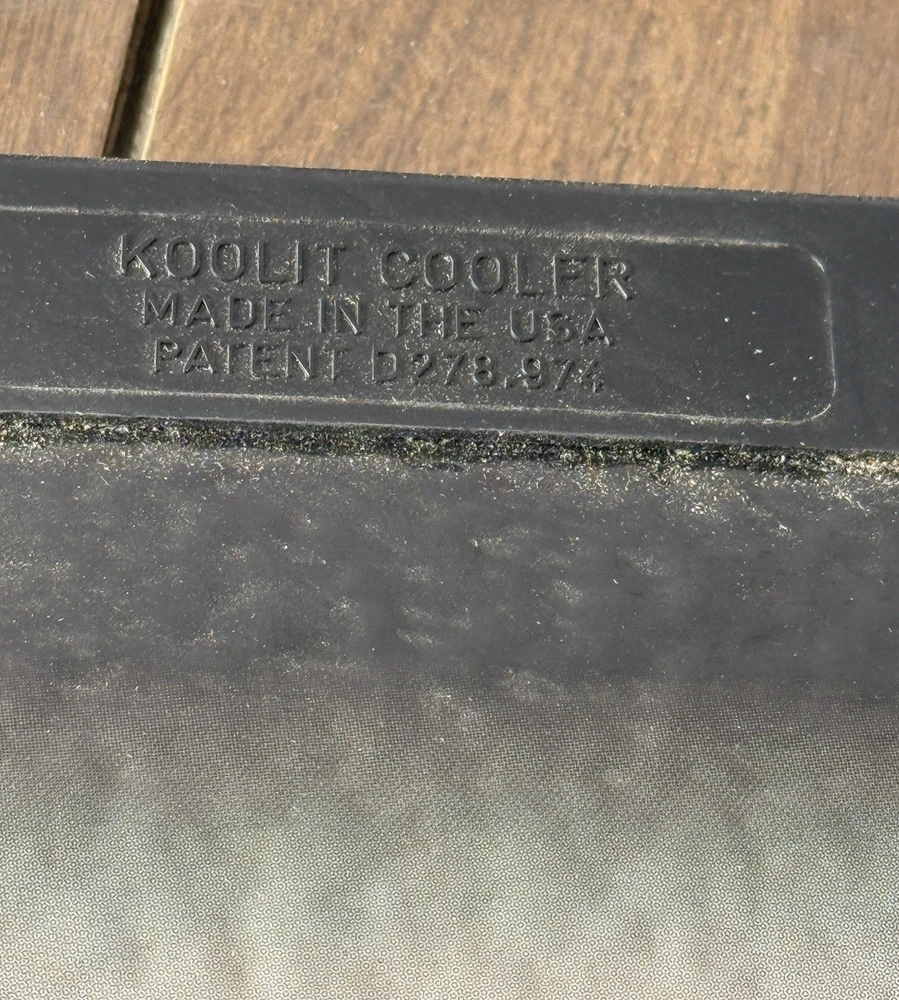 KOOLIT COOLER
MADE IN THE USA
PATENT D278.974